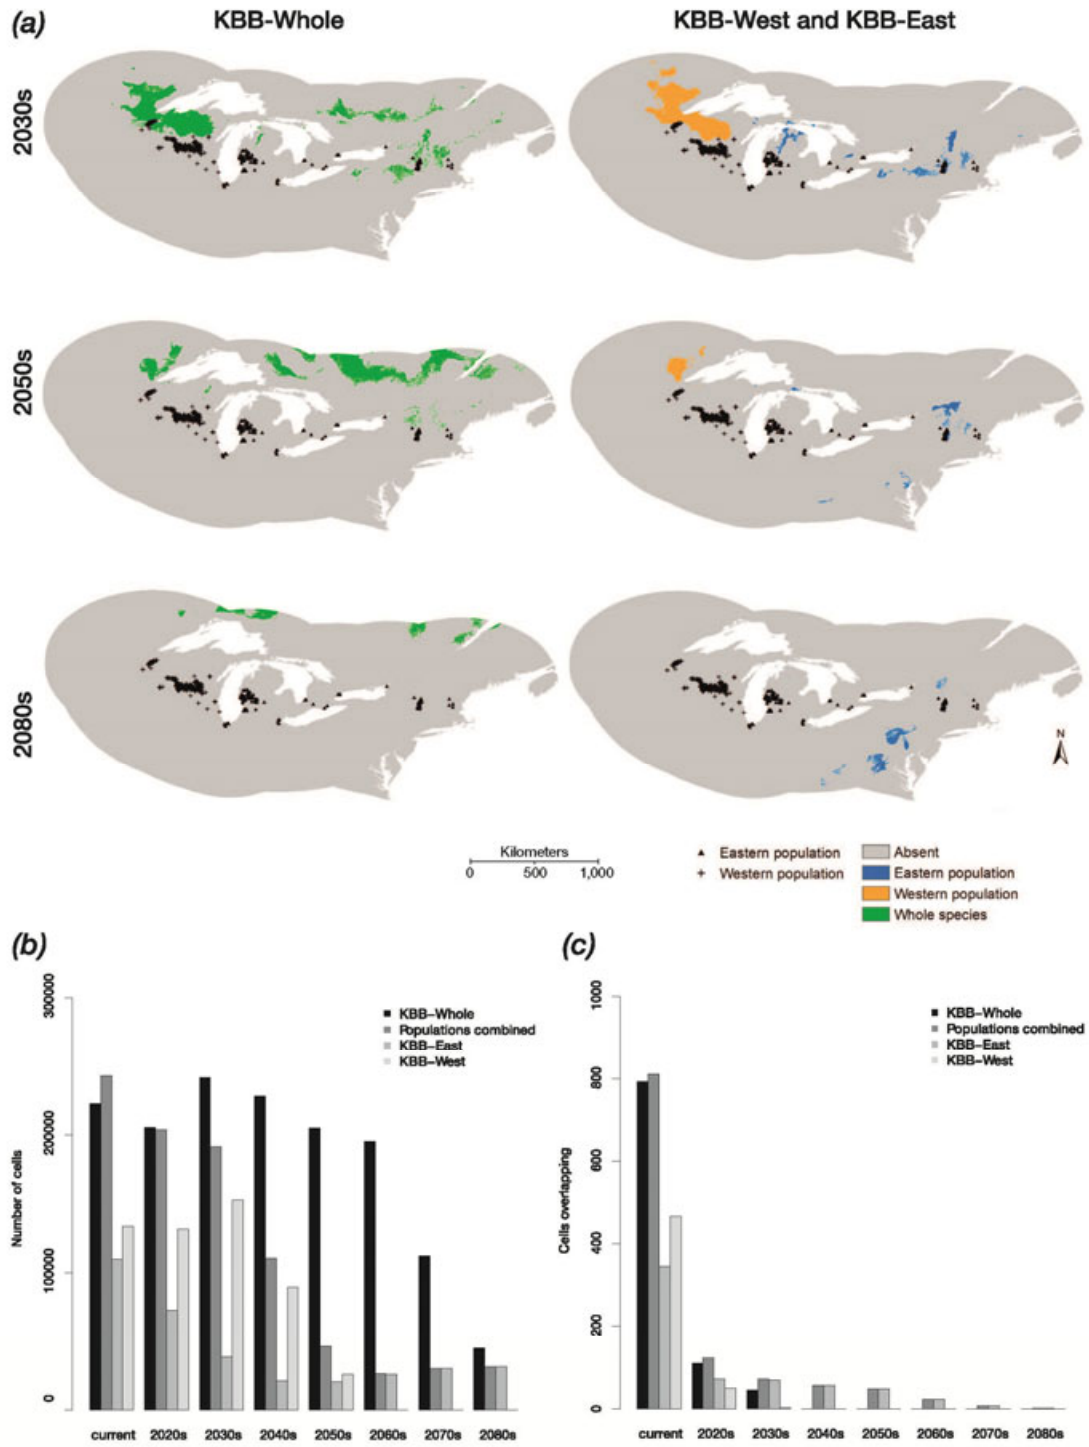 (a)
KBB-Whole
KBB-West and KBB-East
2030s
2050s
2080s
N
Kilometers
0 500 1,000
Eastern population
Western population
Absent
Eastern population
Western population
Whole species
(b)
Number of cells
300000
200000
100000
0
KBB–Whole
Populations combined
KBB–East
KBB–West
current 2020s 2030s 2040s 2050s 2060s 2070s 2080s
(c)
Cells overlapping
1000
800
600
400
200
0
KBB–Whole
Populations combined
KBB–East
KBB–West
current 2020s 2030s 2040s 2050s 2060s 2070s 2080s